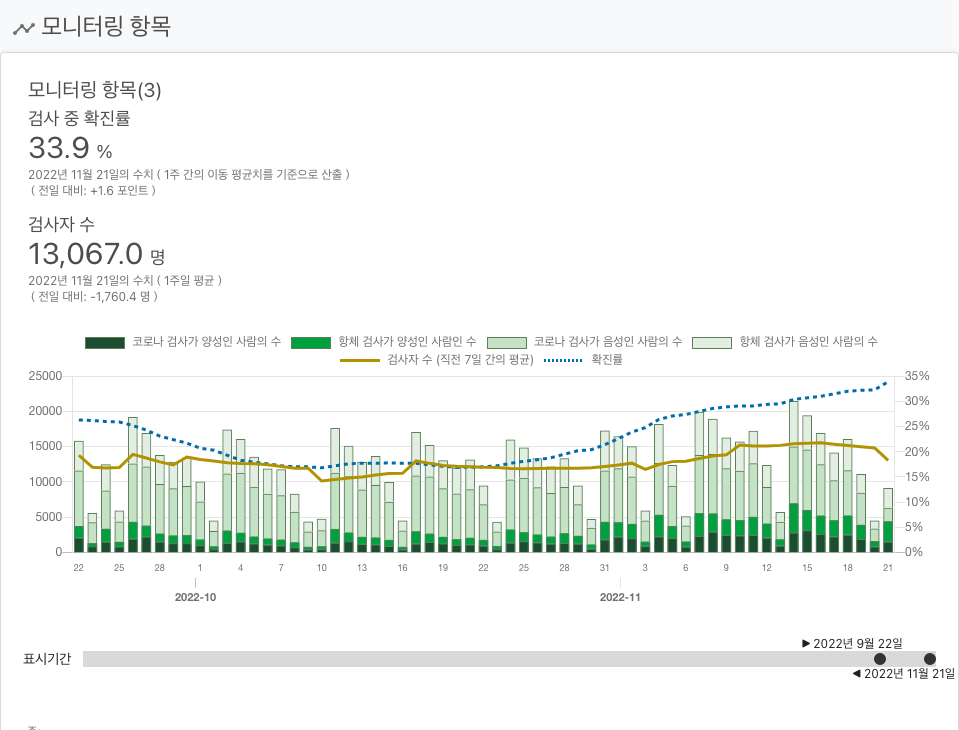 모니터링 항목
모니터링 항목(3)
검사 중 확진률
33.9 %
2022년 11월 21일의 수치 ( 1주 간의 이동 평균치를 기준으로 산출 )
( 전일 대비: +1.6 포인트 )
검사자 수
13,067.0 명
2022년 11월 21일의 수치 ( 1주일 평균 )
( 전일 대비: -1,760.4 명 )
코로나 검사가 양성인 사람의 수 항체 검사가 양성인 사람인 수 코로나 검사가 음성인 사람의 수 항체 검사가 음성인 사람의 수
검사자 수 (직전 7일 간의 평균) 확진률
25000 35%
30%
20000
25%
15000
20%
10000 15%
10%
5000
5%
0 0%
22 25 28 1 4 7 10 13 16 19 22 25 28 31 3 6 9 12 15 18 21
2022-10 2022-11
▶ 2022년 9월 22일
표시기간
◀ 2022년 11월 21일